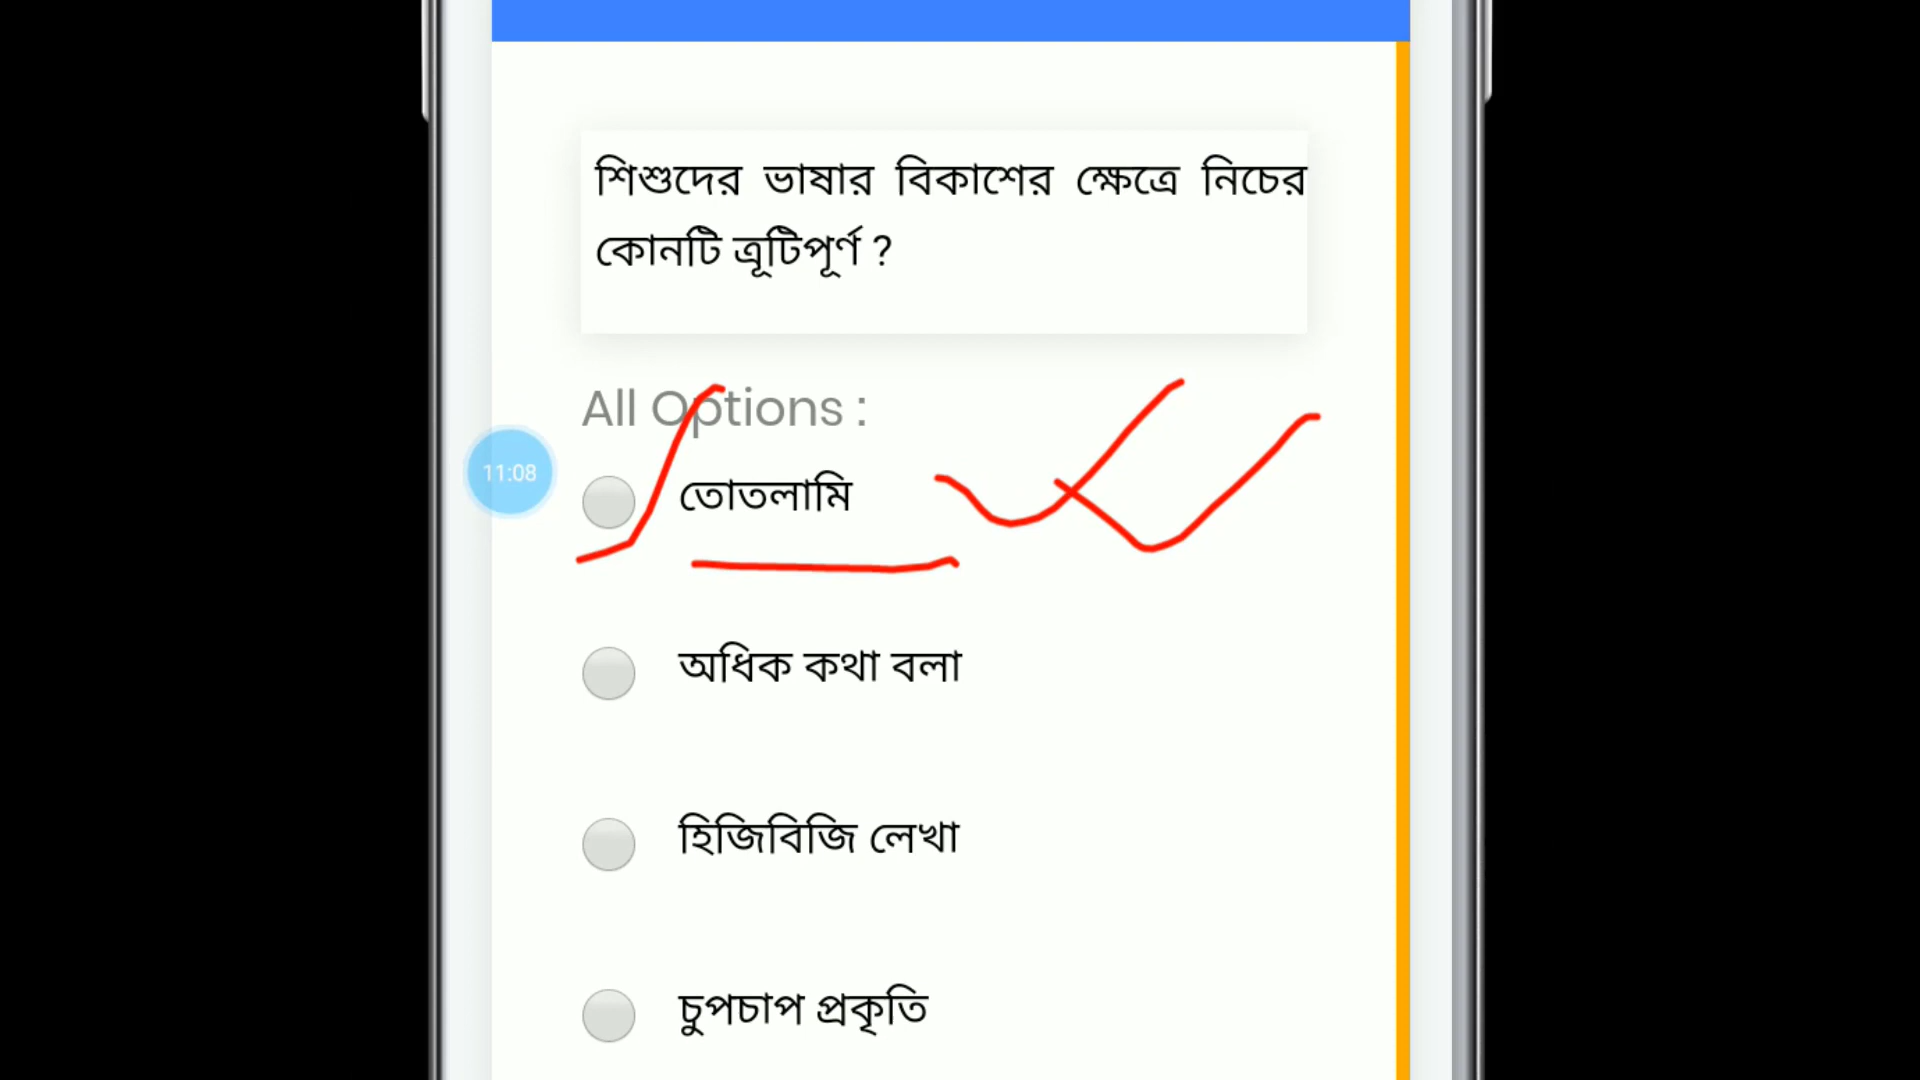 শিশুদের ভাষার বিকাশের ক্ষেত্রে নিচের
কোনটি ত্রূটিপূর্ণ ?
All Options :
11:08
তোতলামি
অধিক কথা বলা
হিজিবিজি লেখা
চুপচাপ প্রকৃতি